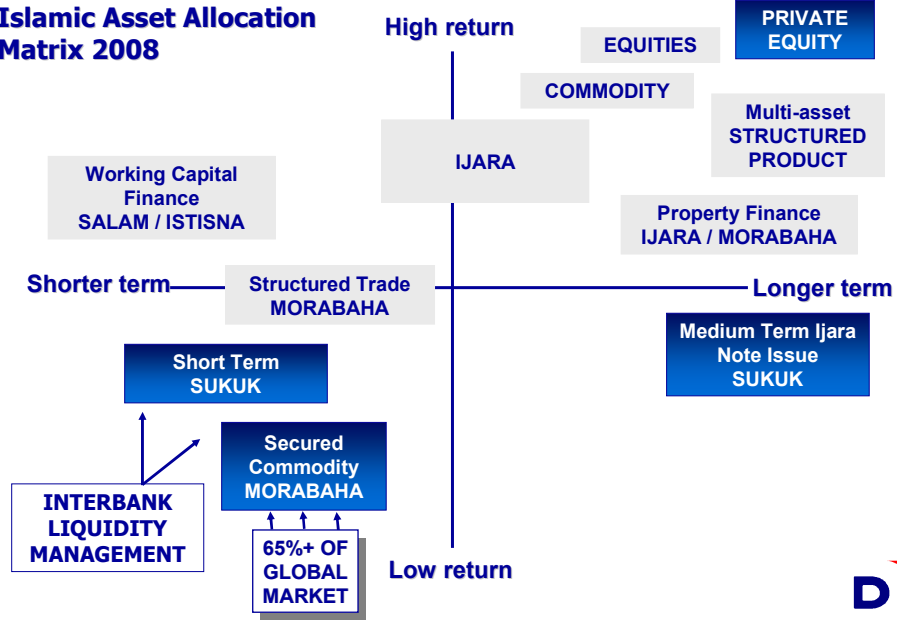 Islamic Asset Allocation
Matrix 2008
High return
PRIVATE
EQUITY
EQUITIES
COMMODITY
Multi-asset
STRUCTURED
PRODUCT
IJARA
Working Capital
Finance
SALAM / ISTISNA
Property Finance
IJARA / MORABAHA
Shorter term
Structured Trade
MORABAHA
Longer term
Medium Term Ijara
Note Issue
SUKUK
Short Term
SUKUK
Secured
Commodity
MORABAHA
INTERBANK
LIQUIDITY
MANAGEMENT
65%+ OF
GLOBAL
MARKET
Low return
D